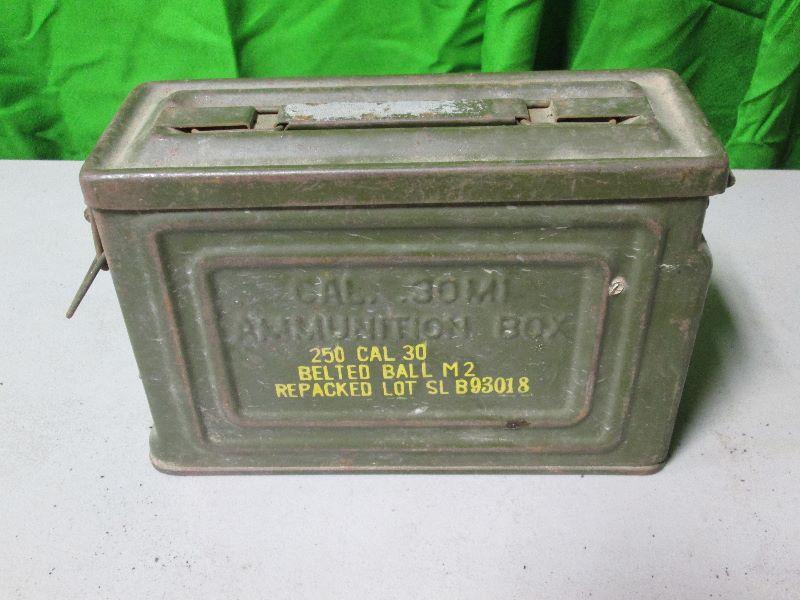 CAL. .30M1
AMMUNITION BOX
250 CAL 30
BELTED BALL M2
REPACKED LOT SL B93018